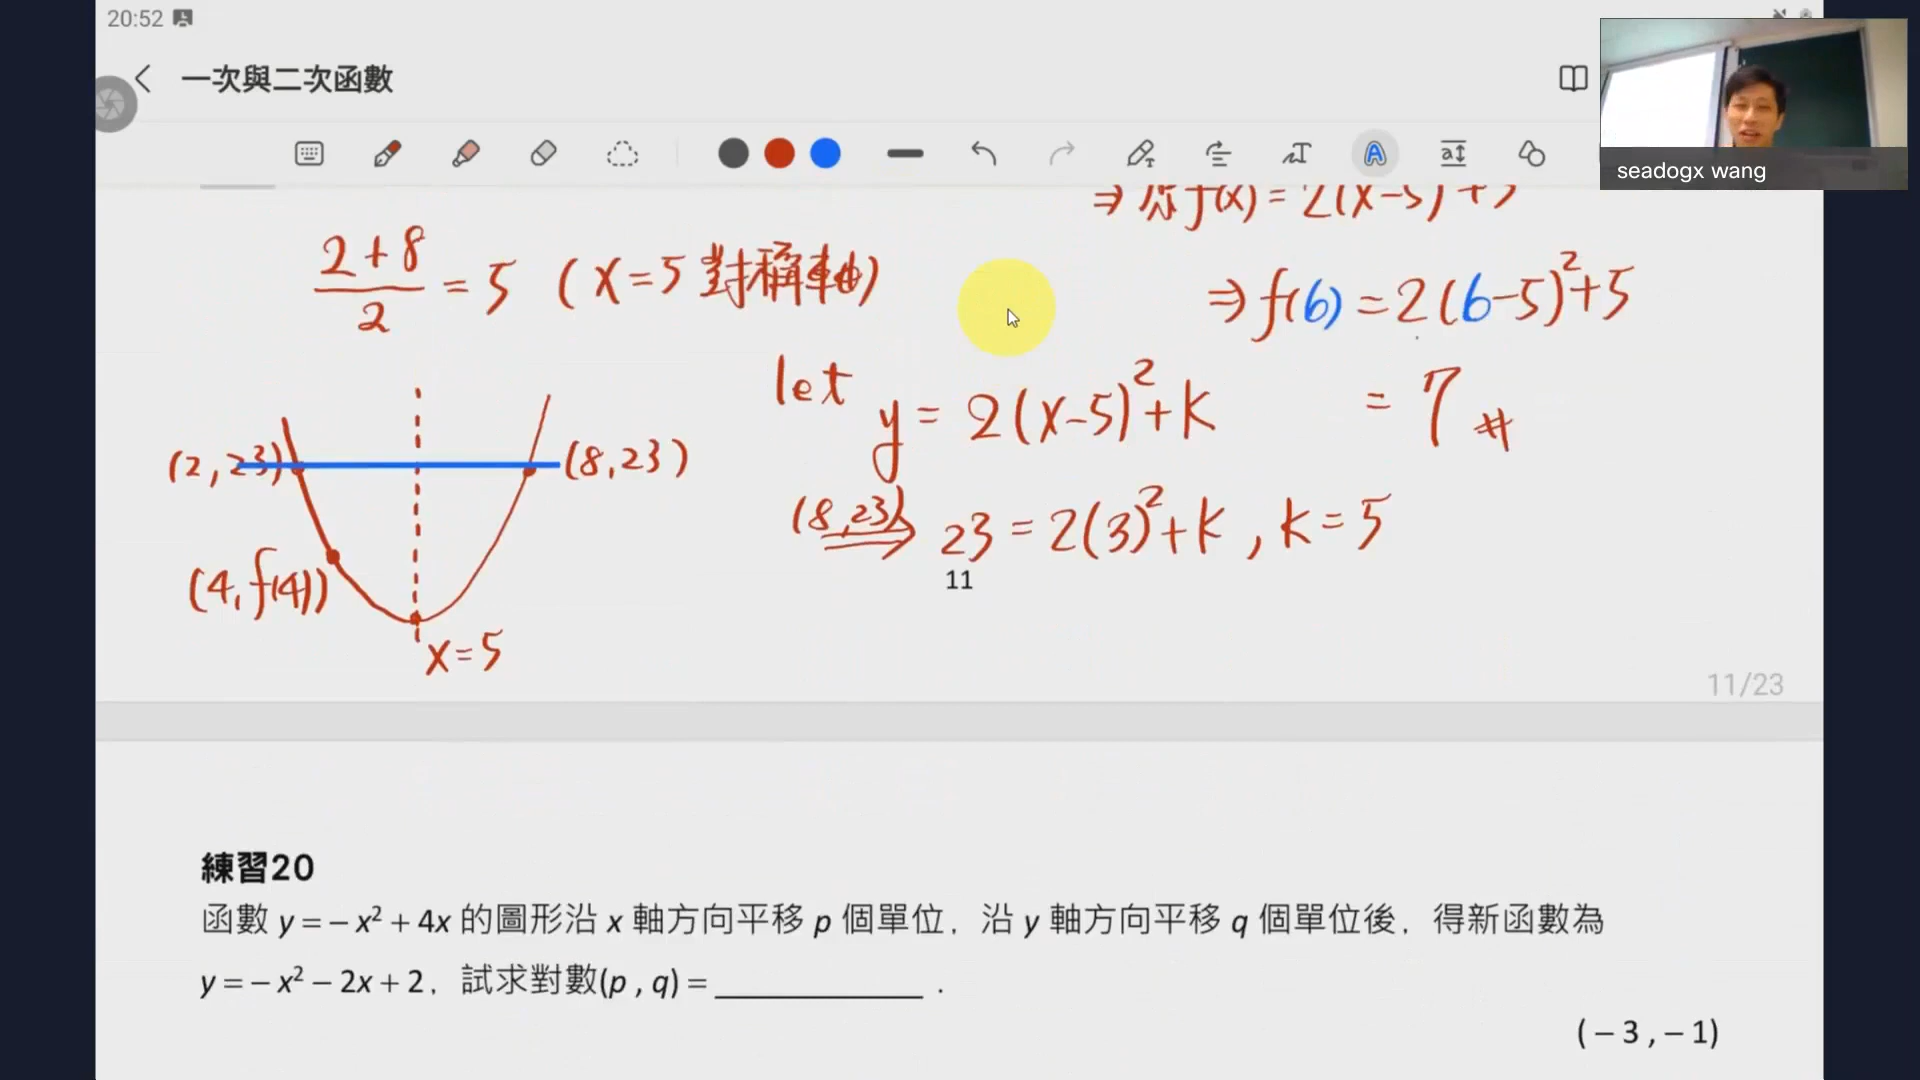 20:52
一次與二次函數
seadogx wang
⇒ f(x) = 2(x-5) + 5
2+8/2 = 5 (x=5 對稱軸)
⇒ f(6) = 2(6-5)²+5
= 7 #
let y = 2(x-5)²+k
(8,23) ⇒ 23 = 2(3)²+k , k=5
(2,23)
(8,23)
(4,f(4))
x=5
11
11/23
練習20
函數 y = − x² + 4x 的圖形沿 x 軸方向平移 p 個單位，沿 y 軸方向平移 q 個單位後，得新函數為
y = − x² − 2x + 2，試求對數(p , q) = ____________ .
( − 3 , − 1)